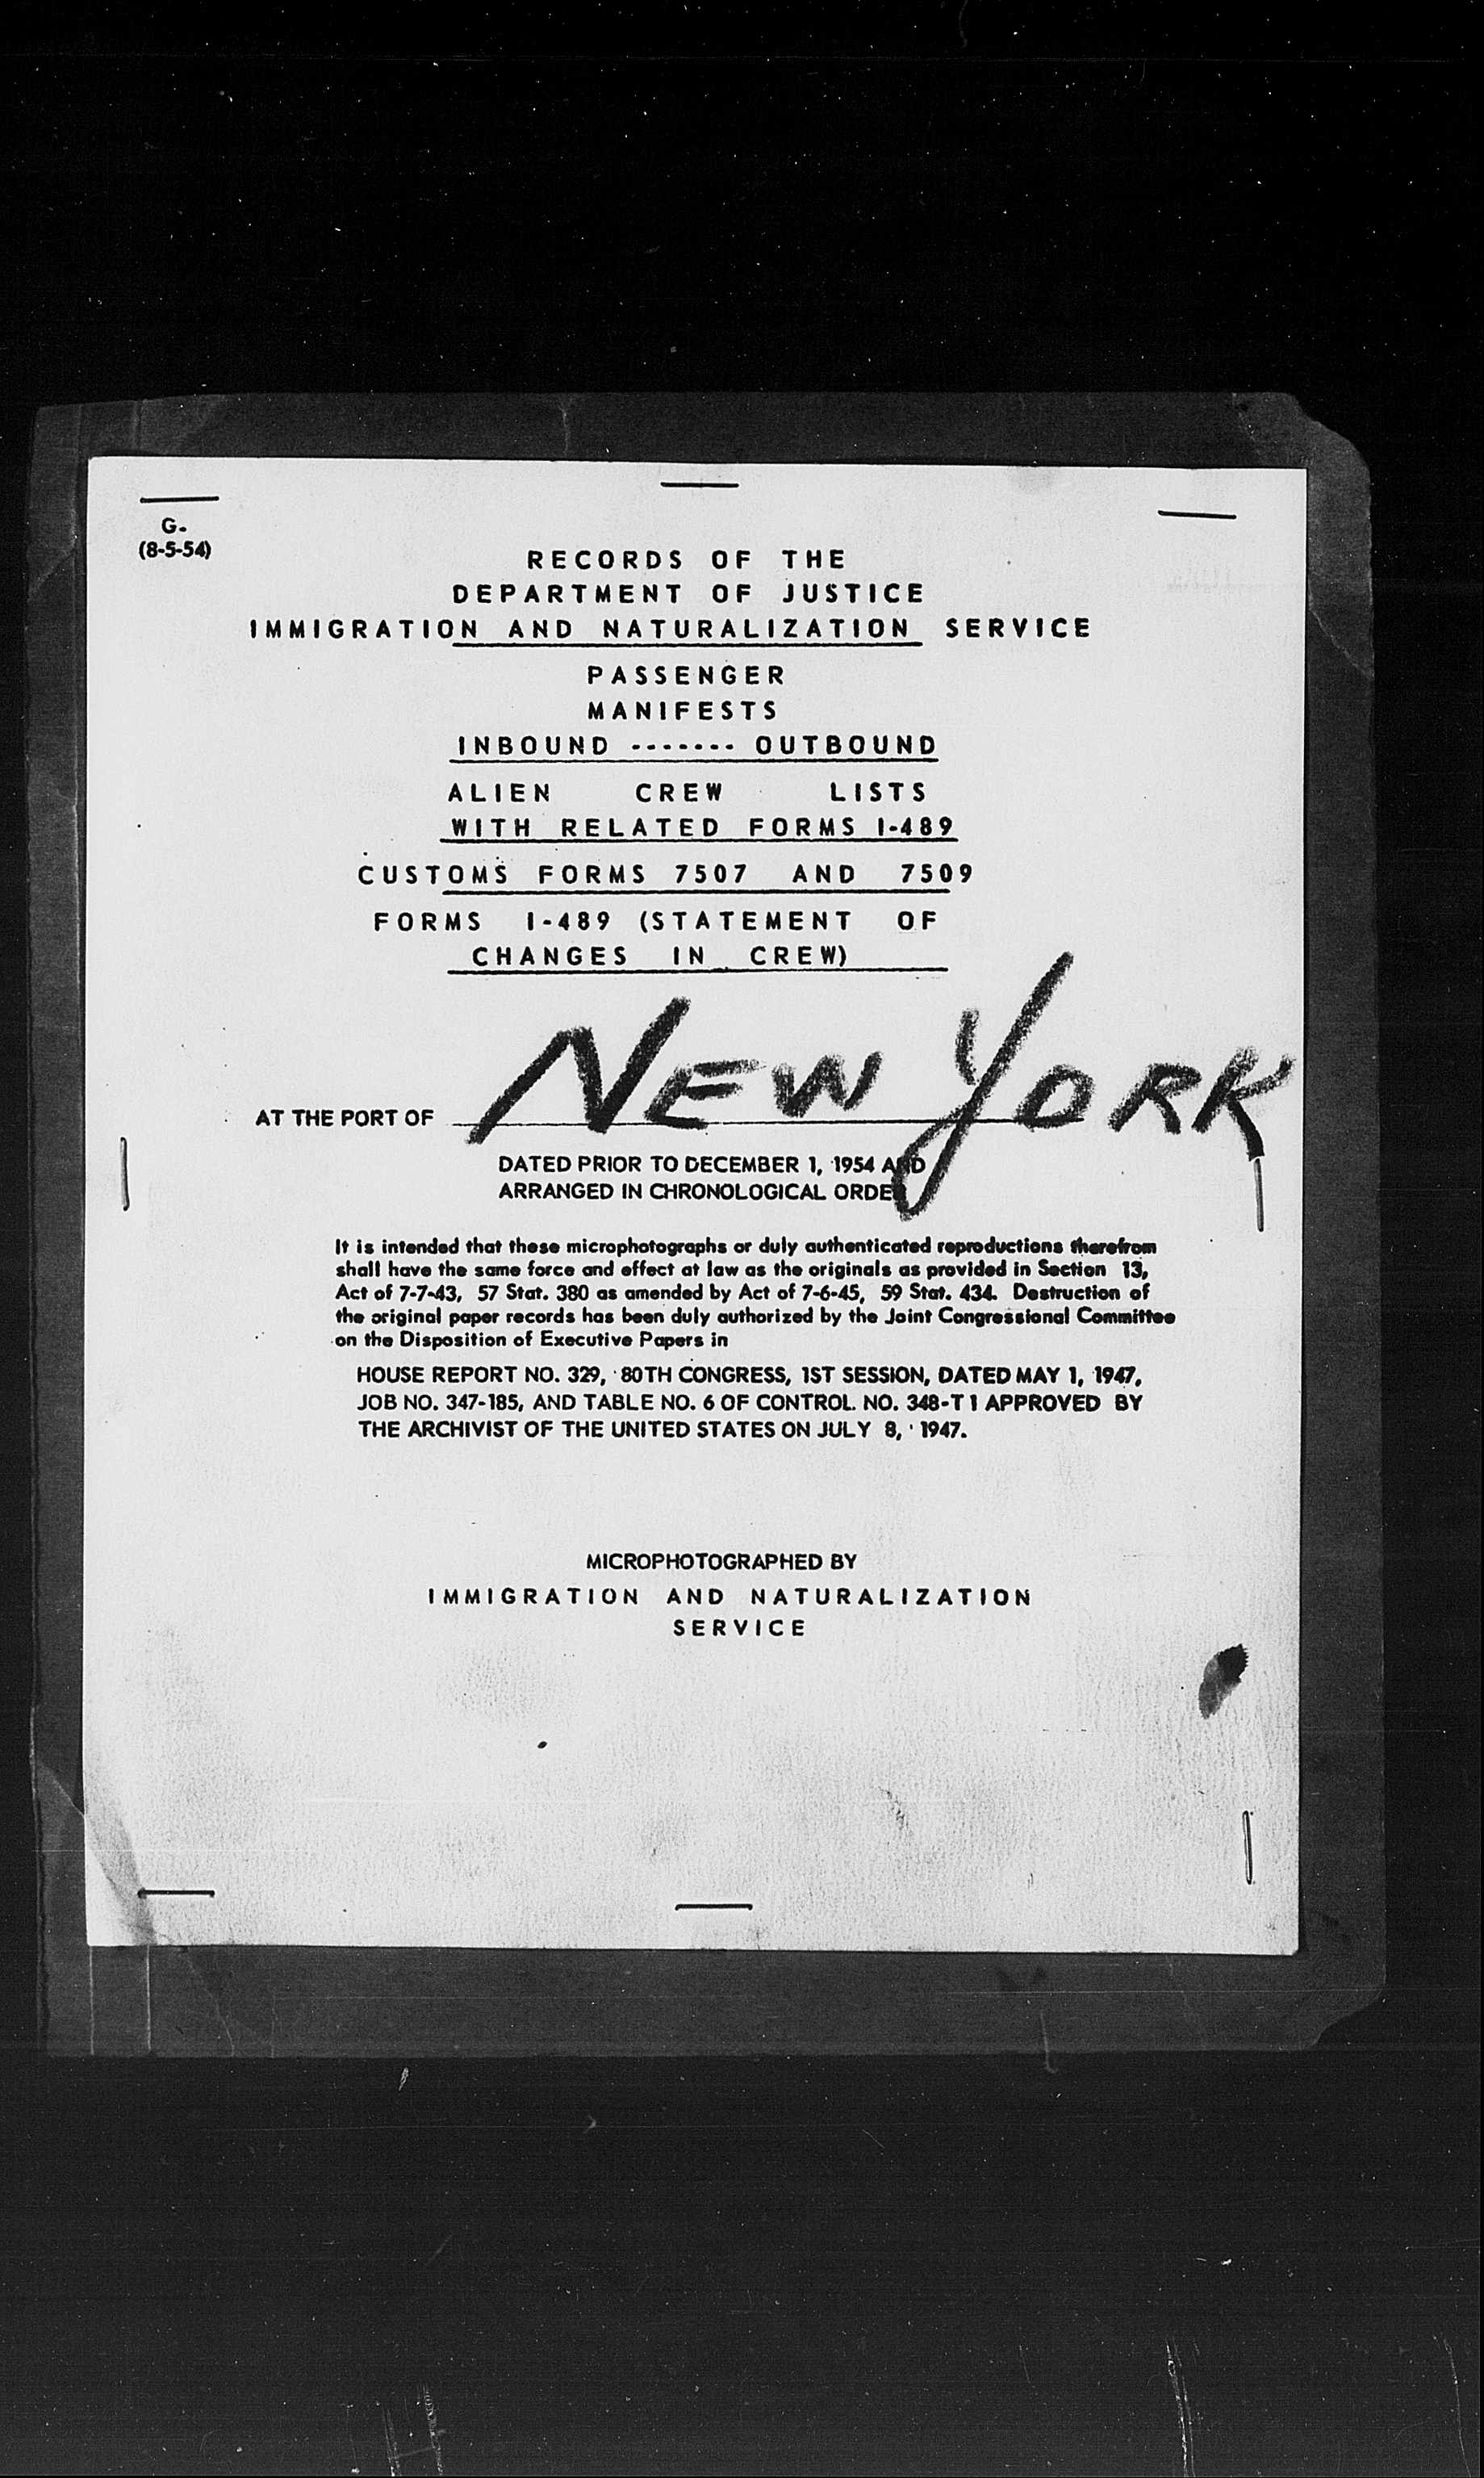 G-
(8-5-54)
RECORDS OF THE
DEPARTMENT OF JUSTICE
IMMIGRATION AND NATURALIZATION SERVICE
PASSENGER
MANIFESTS
INBOUND ------- OUTBOUND
ALIEN CREW LISTS
WITH RELATED FORMS I-489
CUSTOMS FORMS 7507 AND 7509
FORMS I-489 (STATEMENT OF
CHANGES IN CREW)
AT THE PORT OF NEW YORK
DATED PRIOR TO DECEMBER 1, 1954 AND
ARRANGED IN CHRONOLOGICAL ORDER
It is intended that these microphotographs or duly authenticated reproductions therefrom
shall have the same force and effect at law as the originals as provided in Section 13,
Act of 7-7-43, 57 Stat. 380 as amended by Act of 7-6-45, 59 Stat. 434. Destruction of
the original paper records has been duly authorized by the Joint Congressional Committee
on the Disposition of Executive Papers in
HOUSE REPORT NO. 329, 80TH CONGRESS, 1ST SESSION, DATED MAY 1, 1947,
JOB NO. 347-185, AND TABLE NO. 6 OF CONTROL NO. 348-T1 APPROVED BY
THE ARCHIVIST OF THE UNITED STATES ON JULY 8, 1947.
MICROPHOTOGRAPHED BY
IMMIGRATION AND NATURALIZATION
SERVICE